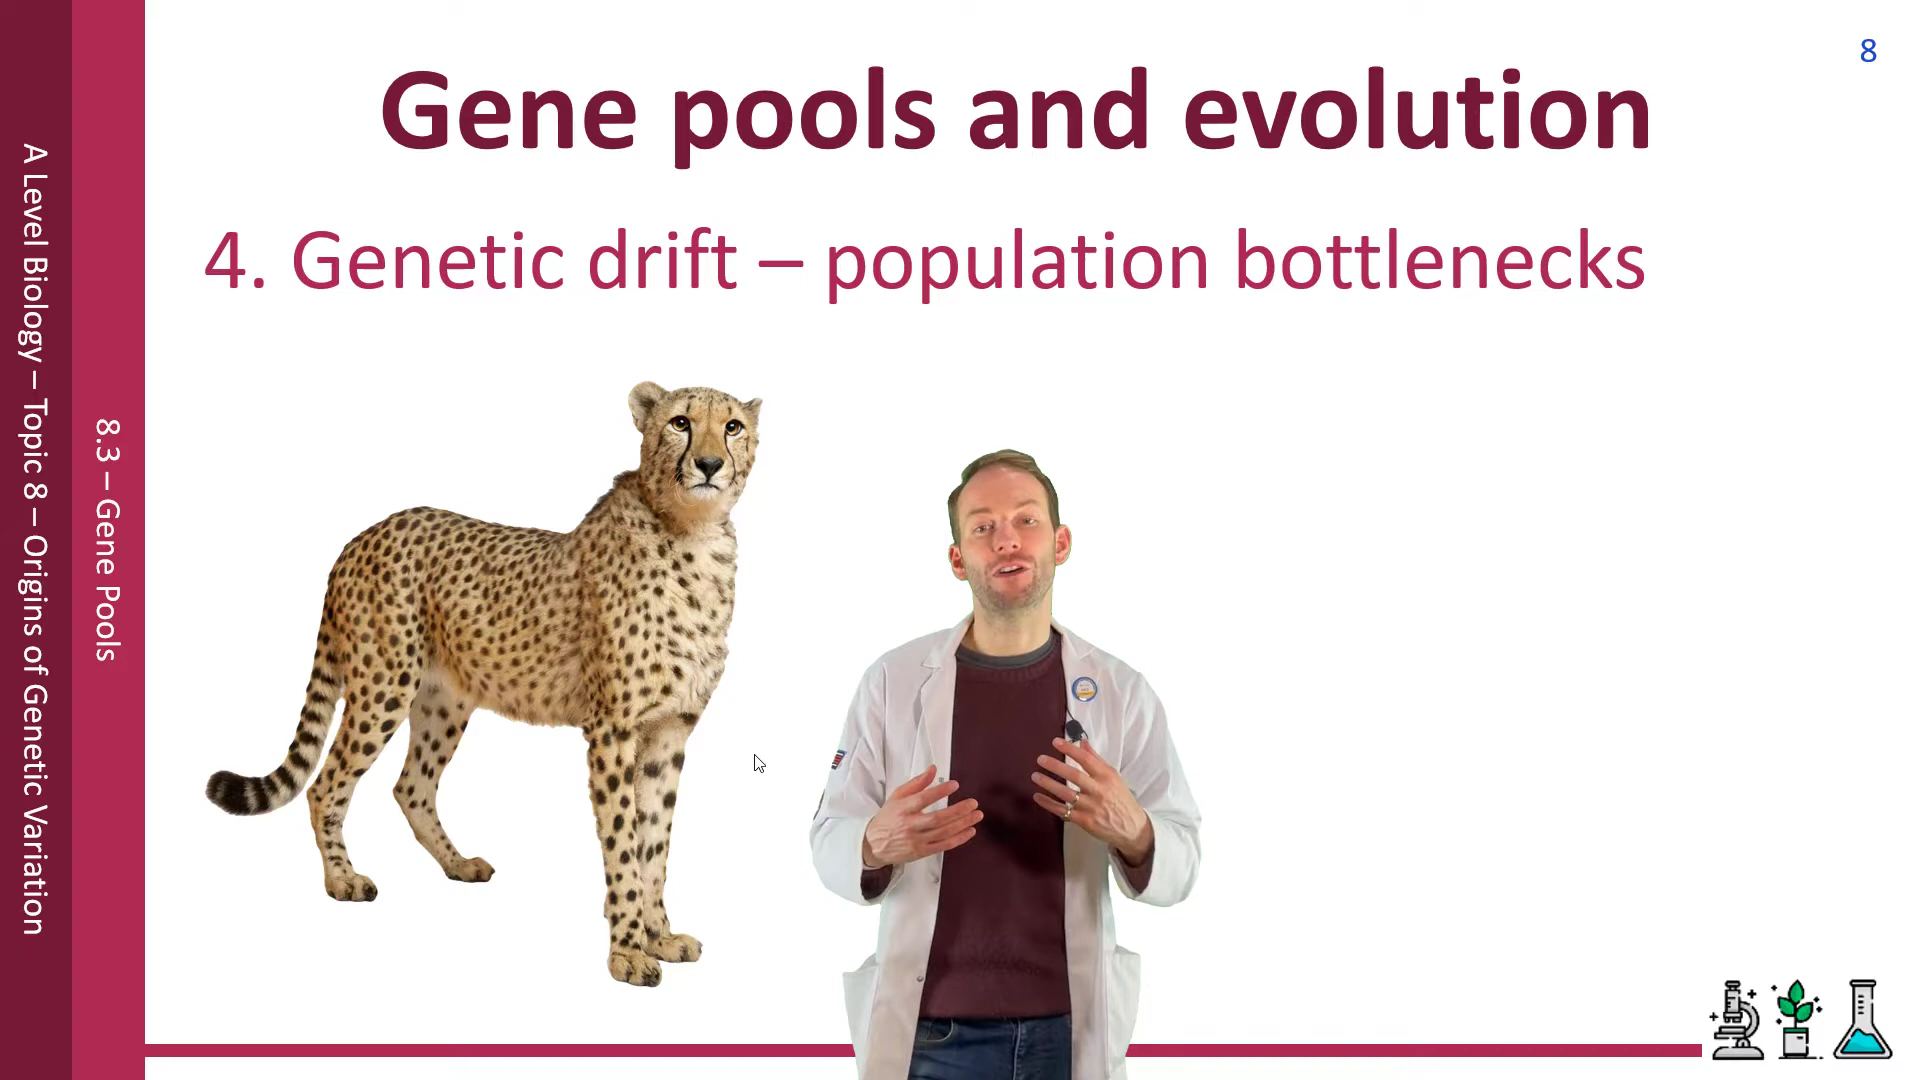 8
Gene pools and evolution
4. Genetic drift – population bottlenecks
A Level Biology – Topic 8 – Origins of Genetic Variation
8.3 – Gene Pools